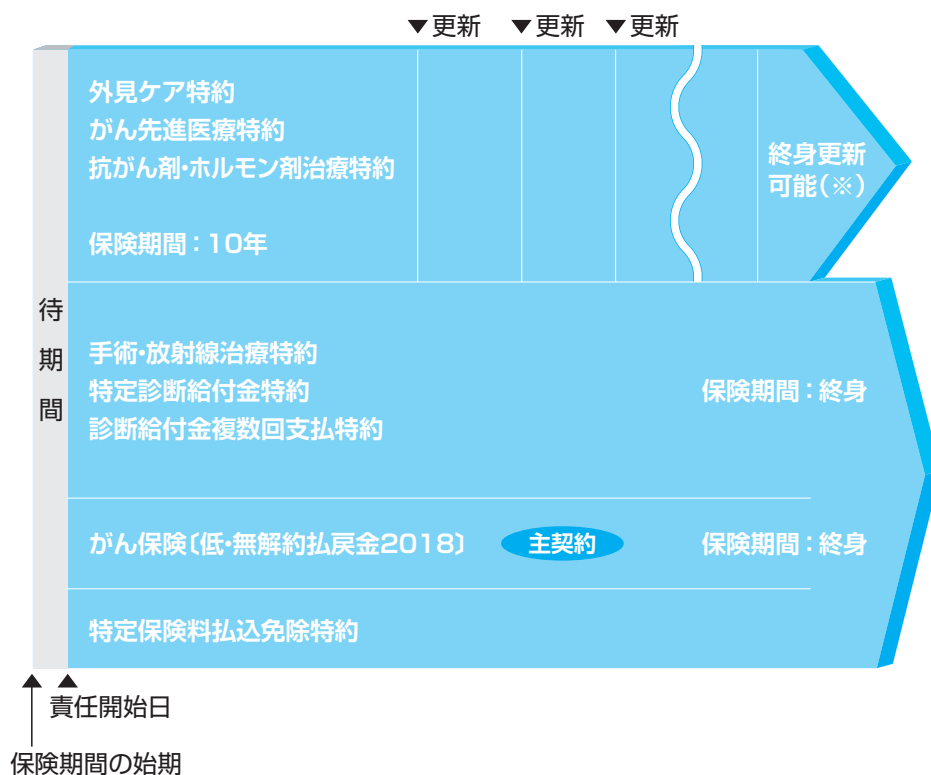 ▼更新 ▼更新 ▼更新
外見ケア特約
がん先進医療特約
抗がん剤・ホルモン剤治療特約
保険期間：10年
終身更新
可能（※）
待期間
手術・放射線治療特約
特定診断給付金特約
診断給付金複数回支払特約
保険期間：終身
がん保険〔低・無解約払戻金2018〕 主契約 保険期間：終身
特定保険料払込免除特約
責任開始日
保険期間の始期